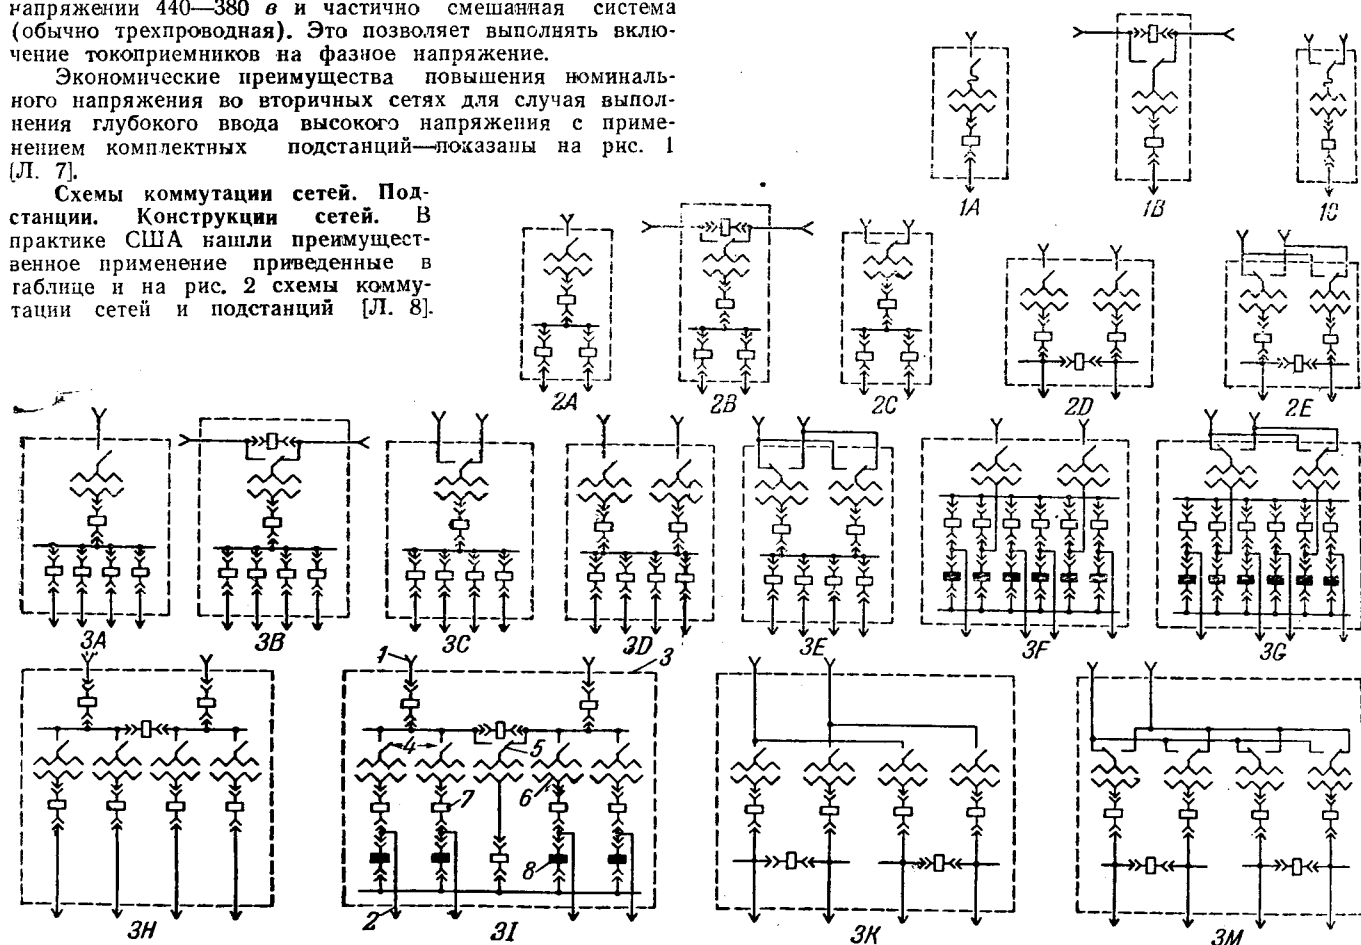 напряжении 440—380 в и частично смешанная система
(обычно трехпроводная). Это позволяет выполнять вклю-
чение токоприемников на фазное напряжение.
Экономические преимущества повышения номиналь-
ного напряжения во вторичных сетях для случая выпол-
нения глубокого ввода высокого напряжения с приме-
нением комплектных подстанций—показаны на рис. 1
[Л. 7].
Схемы коммутации сетей. Под-
станции. Конструкции сетей. В
практике США нашли преимущест-
венное применение приведенные в
таблице и на рис. 2 схемы комму-
тации сетей и подстанций [Л. 8].
1A 1B 1C
2A 2B 2C 2D 2E
3A 3B 3C 3D 3E 3F 3G
1 3
4 5
6
7
8
2
3H 3I 3K 3M